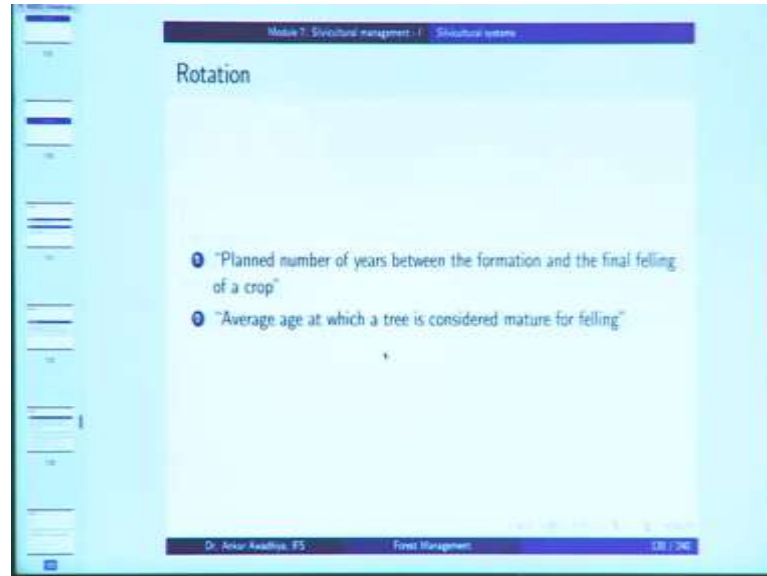 Module 7: Silvicultural management - I Silvicultural systems
Rotation
"Planned number of years between the formation and the final felling
of a crop"
"Average age at which a tree is considered mature for felling"
Dr. Ankur Awadhiya, IFS Forest Management